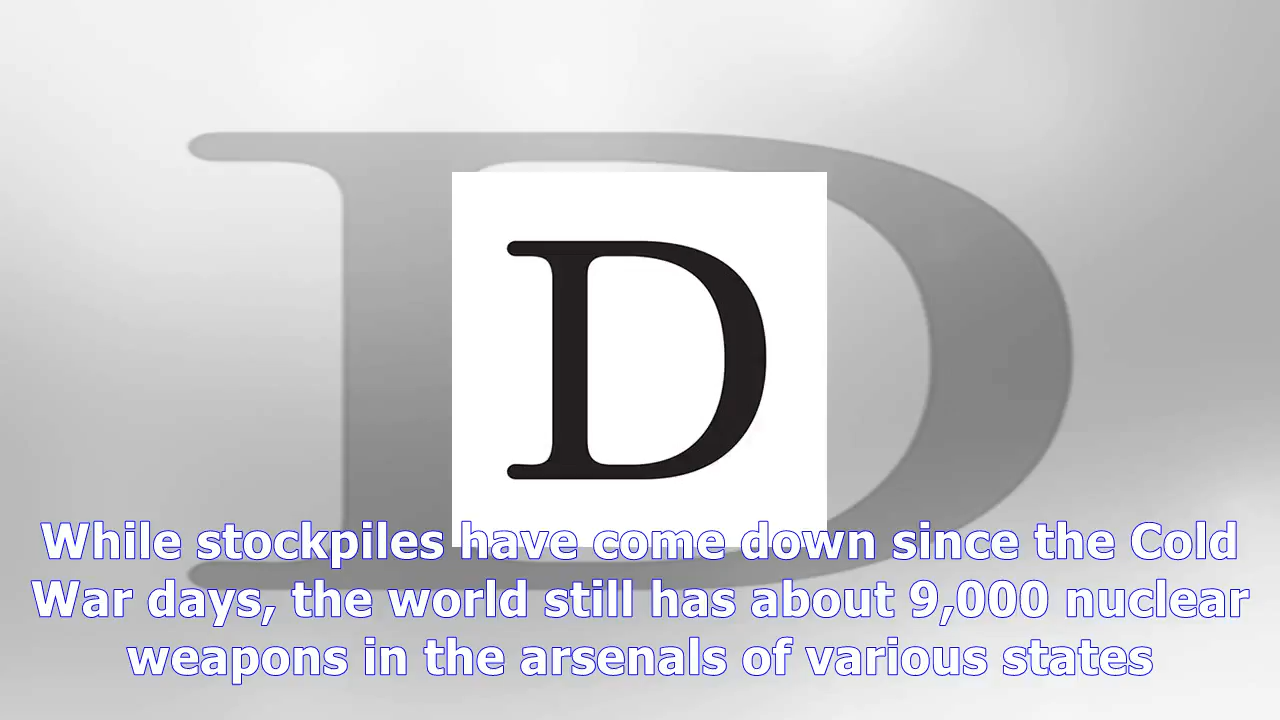 D
While stockpiles have come down since the Cold
War days, the world still has about 9,000 nuclear
weapons in the arsenals of various states